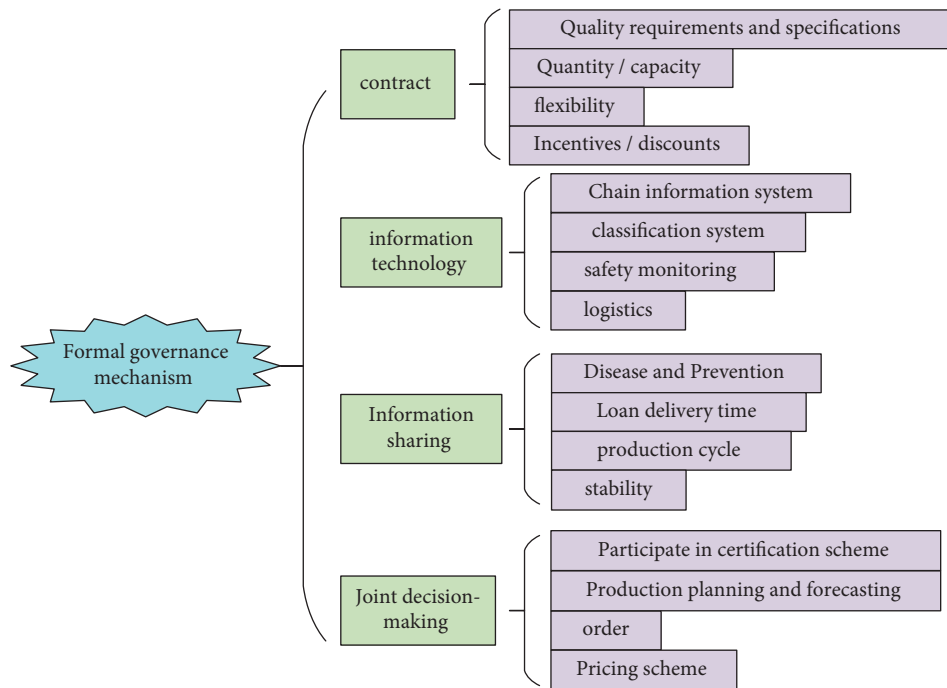 Formal governance
mechanism
contract
Quality requirements and specifications
Quantity / capacity
flexibility
Incentives / discounts
information
technology
Chain information system
classification system
safety monitoring
logistics
Information
sharing
Disease and Prevention
Loan delivery time
production cycle
stability
Joint decision-
making
Participate in certification scheme
Production planning and forecasting
order
Pricing scheme